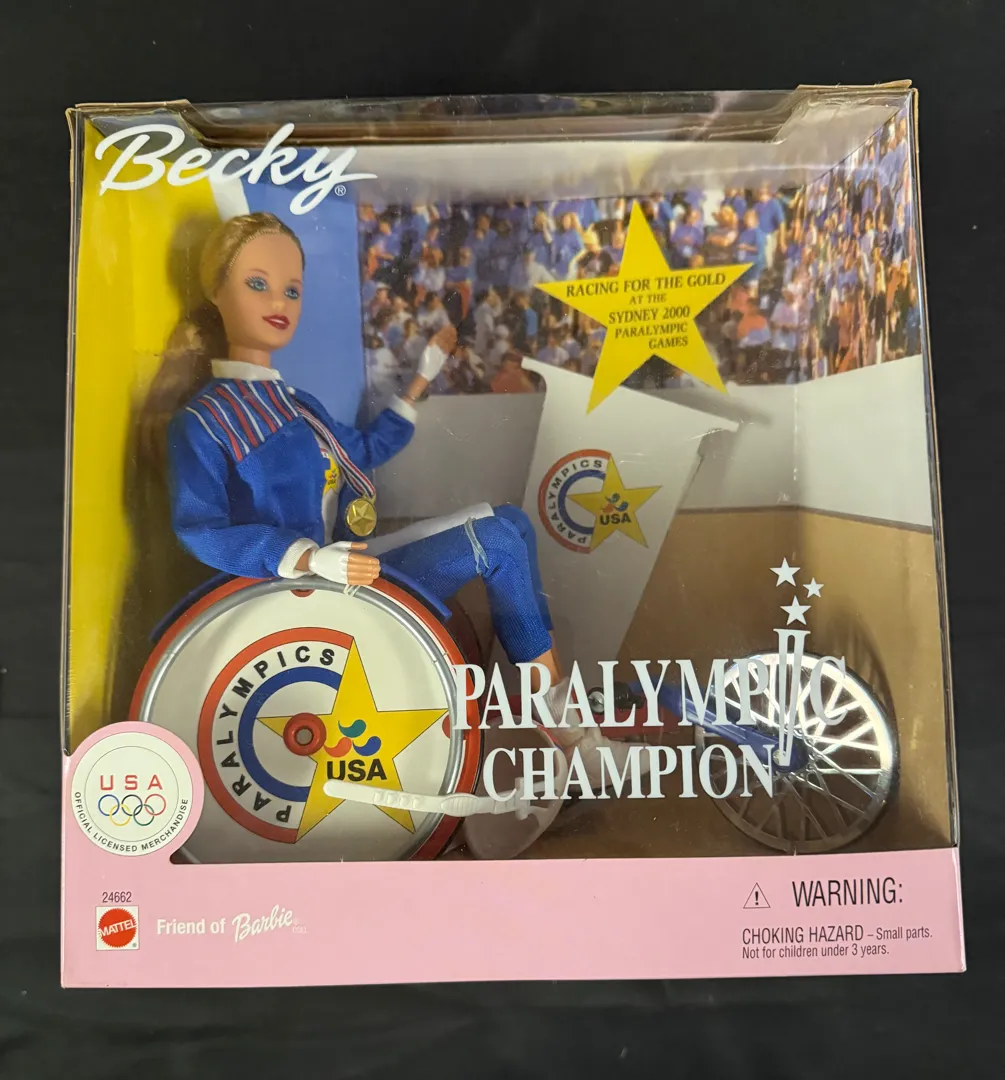 Becky®
RACING FOR THE GOLD
AT THE
SYDNEY 2000
PARALYMPIC
GAMES
PARALYMPICS
USA
PARALYMPICS
USA
PARALYMPIC
CHAMPION
USA
OFFICIAL LICENSED MERCHANDISE
24662
MATTEL
Friend of Barbie
WARNING:
CHOKING HAZARD – Small parts.
Not for children under 3 years.